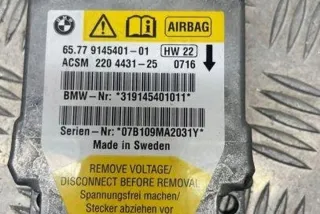 AIRBAG
65.77 9145401-01 HW 22
ACSM 220 4431-25 0716
BMW-Nr: *319145401011*
Serien-Nr: *07B109MA2031Y*
Made in Sweden
REMOVE VOLTAGE/
DISCONNECT BEFORE REMOVAL
Spannungsfrei machen/
Stecker abziehen vor